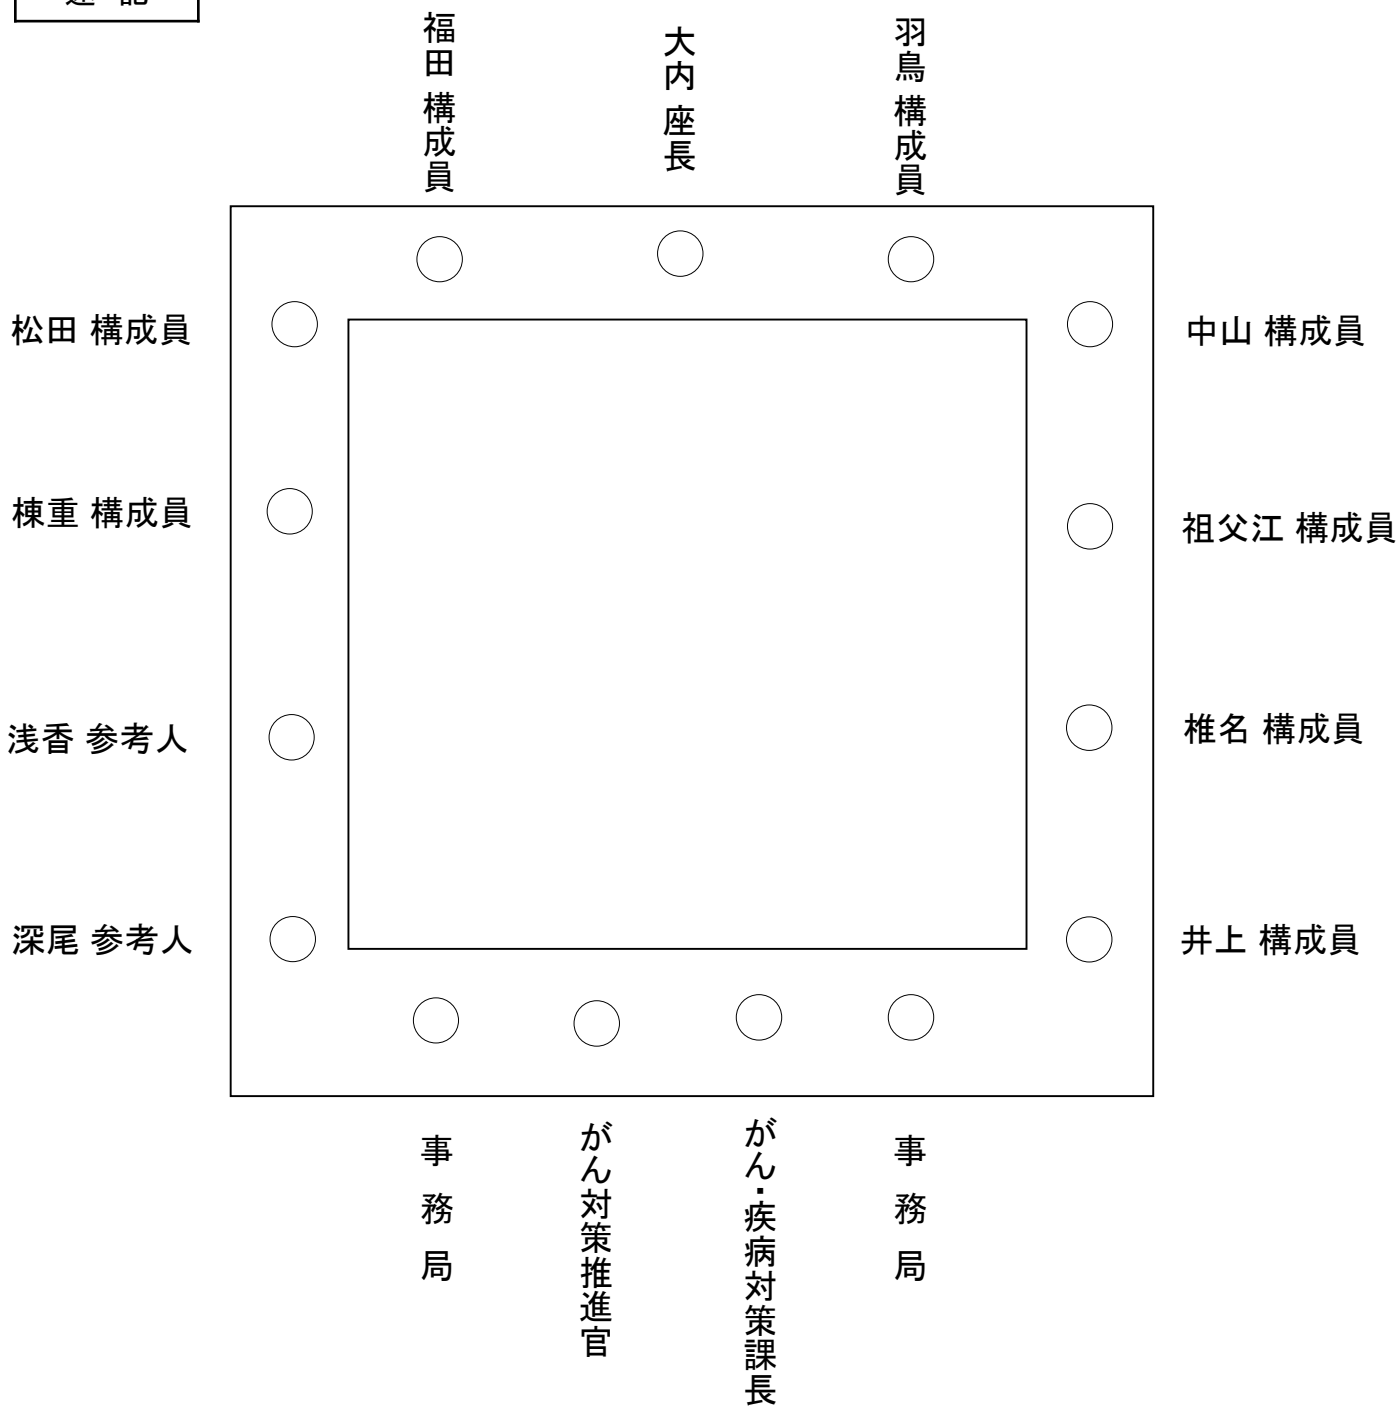 速 記
福田 構成員
大内 座長
羽鳥 構成員
松田 構成員
中山 構成員
棟重 構成員
祖父江 構成員
浅香 参考人
椎名 構成員
深尾 参考人
井上 構成員
事務局
がん対策推進官
がん・疾病対策課長
事務局